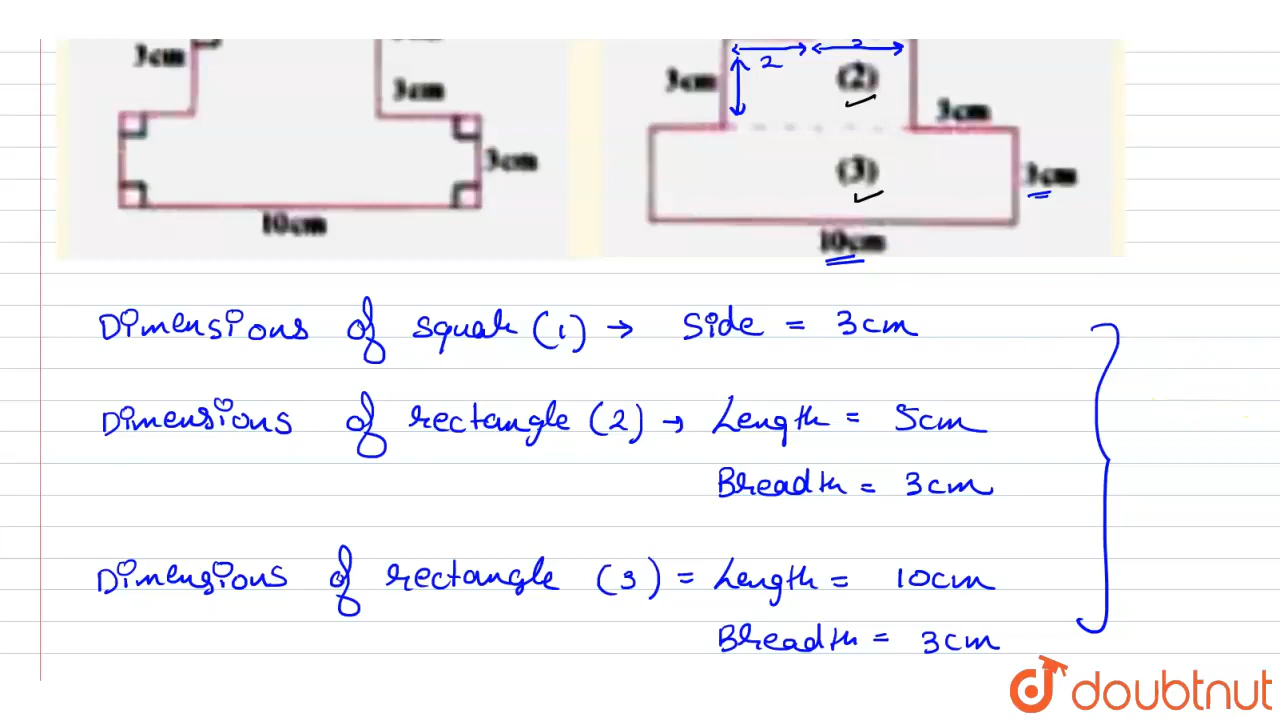 3cm
3cm
3cm
10cm
2
3cm
(2)
3cm
(3)
3cm
10cm
Dimensions of square (1) → Side = 3cm
Dimensions of rectangle (2) → Length = 5cm
Breadth = 3cm
Dimensions of rectangle (3) = Length = 10cm
Breadth = 3cm
doubtnut